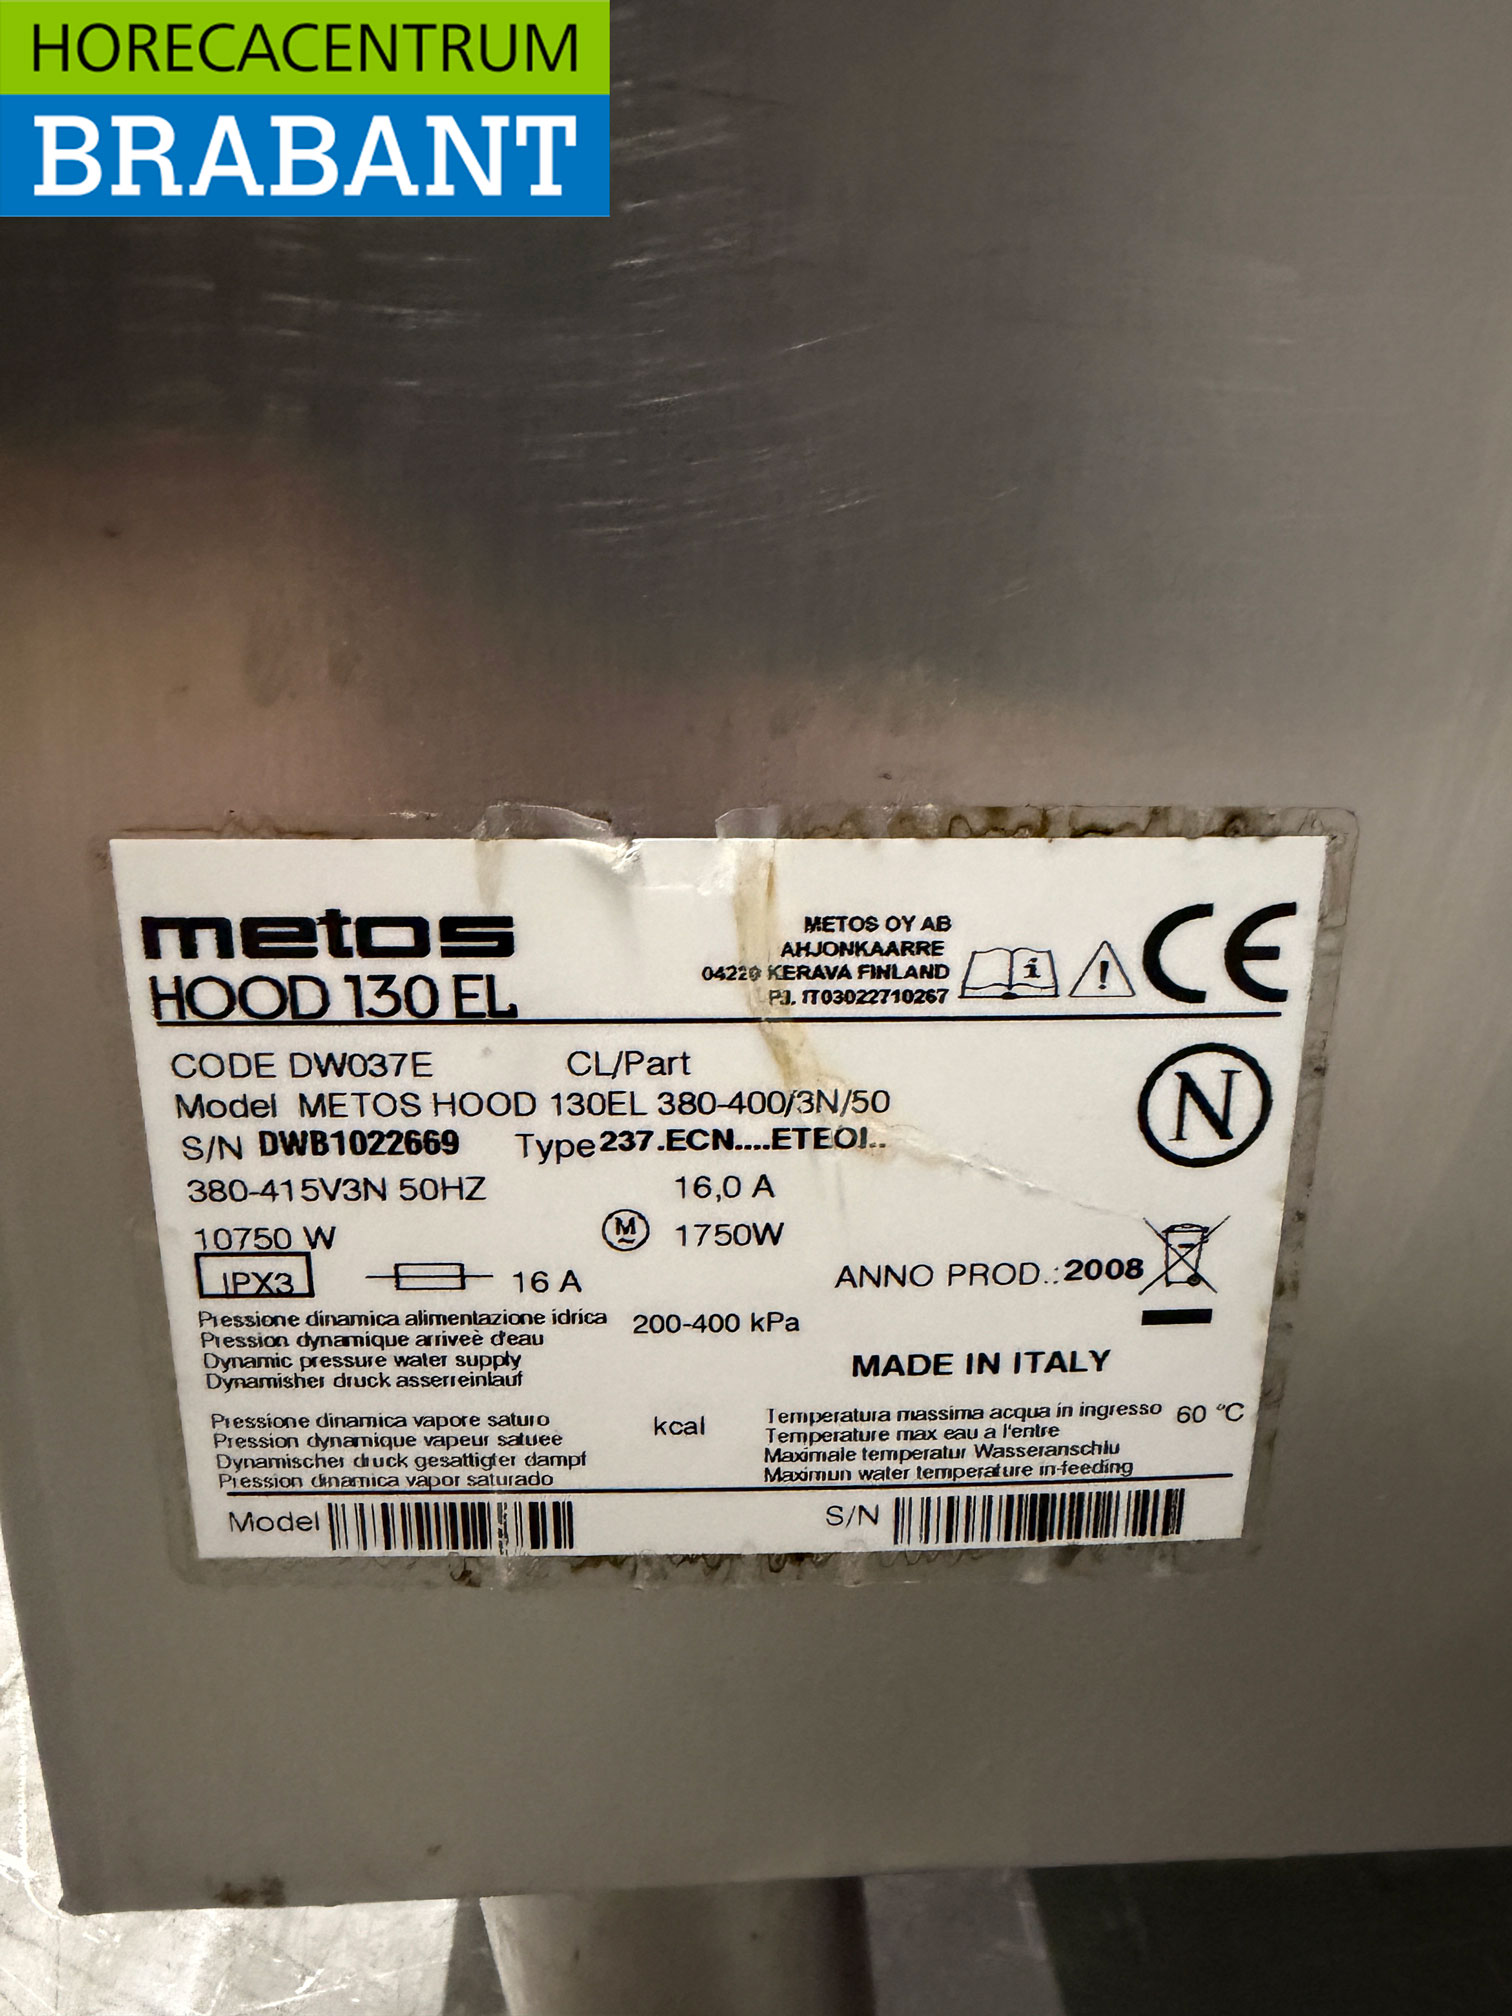 HORECACENTRUM
BRABANT
metos
HOOD 130 EL
METOS OY AB
AHJONKAARRE
04220 KERAVA FINLAND
P.I. IT03022710267
CE
CODE DW037E CL/Part
Model METOS HOOD 130EL 380-400/3N/50
N
S/N DWB1022669 Type 237.ECN....ETEOI..
380-415V3N 50HZ 16,0 A
10750 W M 1750W
IPX3 16 A ANNO PROD.: 2008
Pressione dinamica alimentazione idrica 200-400 kPa
Pression dynamique arriveè d'eau
Dynamic pressure water supply
Dynamisher druck asserreinlauf
MADE IN ITALY
Pressione dinamica vapore saturo kcal
Pression dynamique vapeur satuee
Dynamischer druck gesattigter dampf
Pression dinamica vapor saturado
Temperatura massima acqua in ingresso 60 °C
Temperature max eau a l'entre
Maximale temperatur Wasseranschlu
Maximun water temperature in-feeding
Model S/N